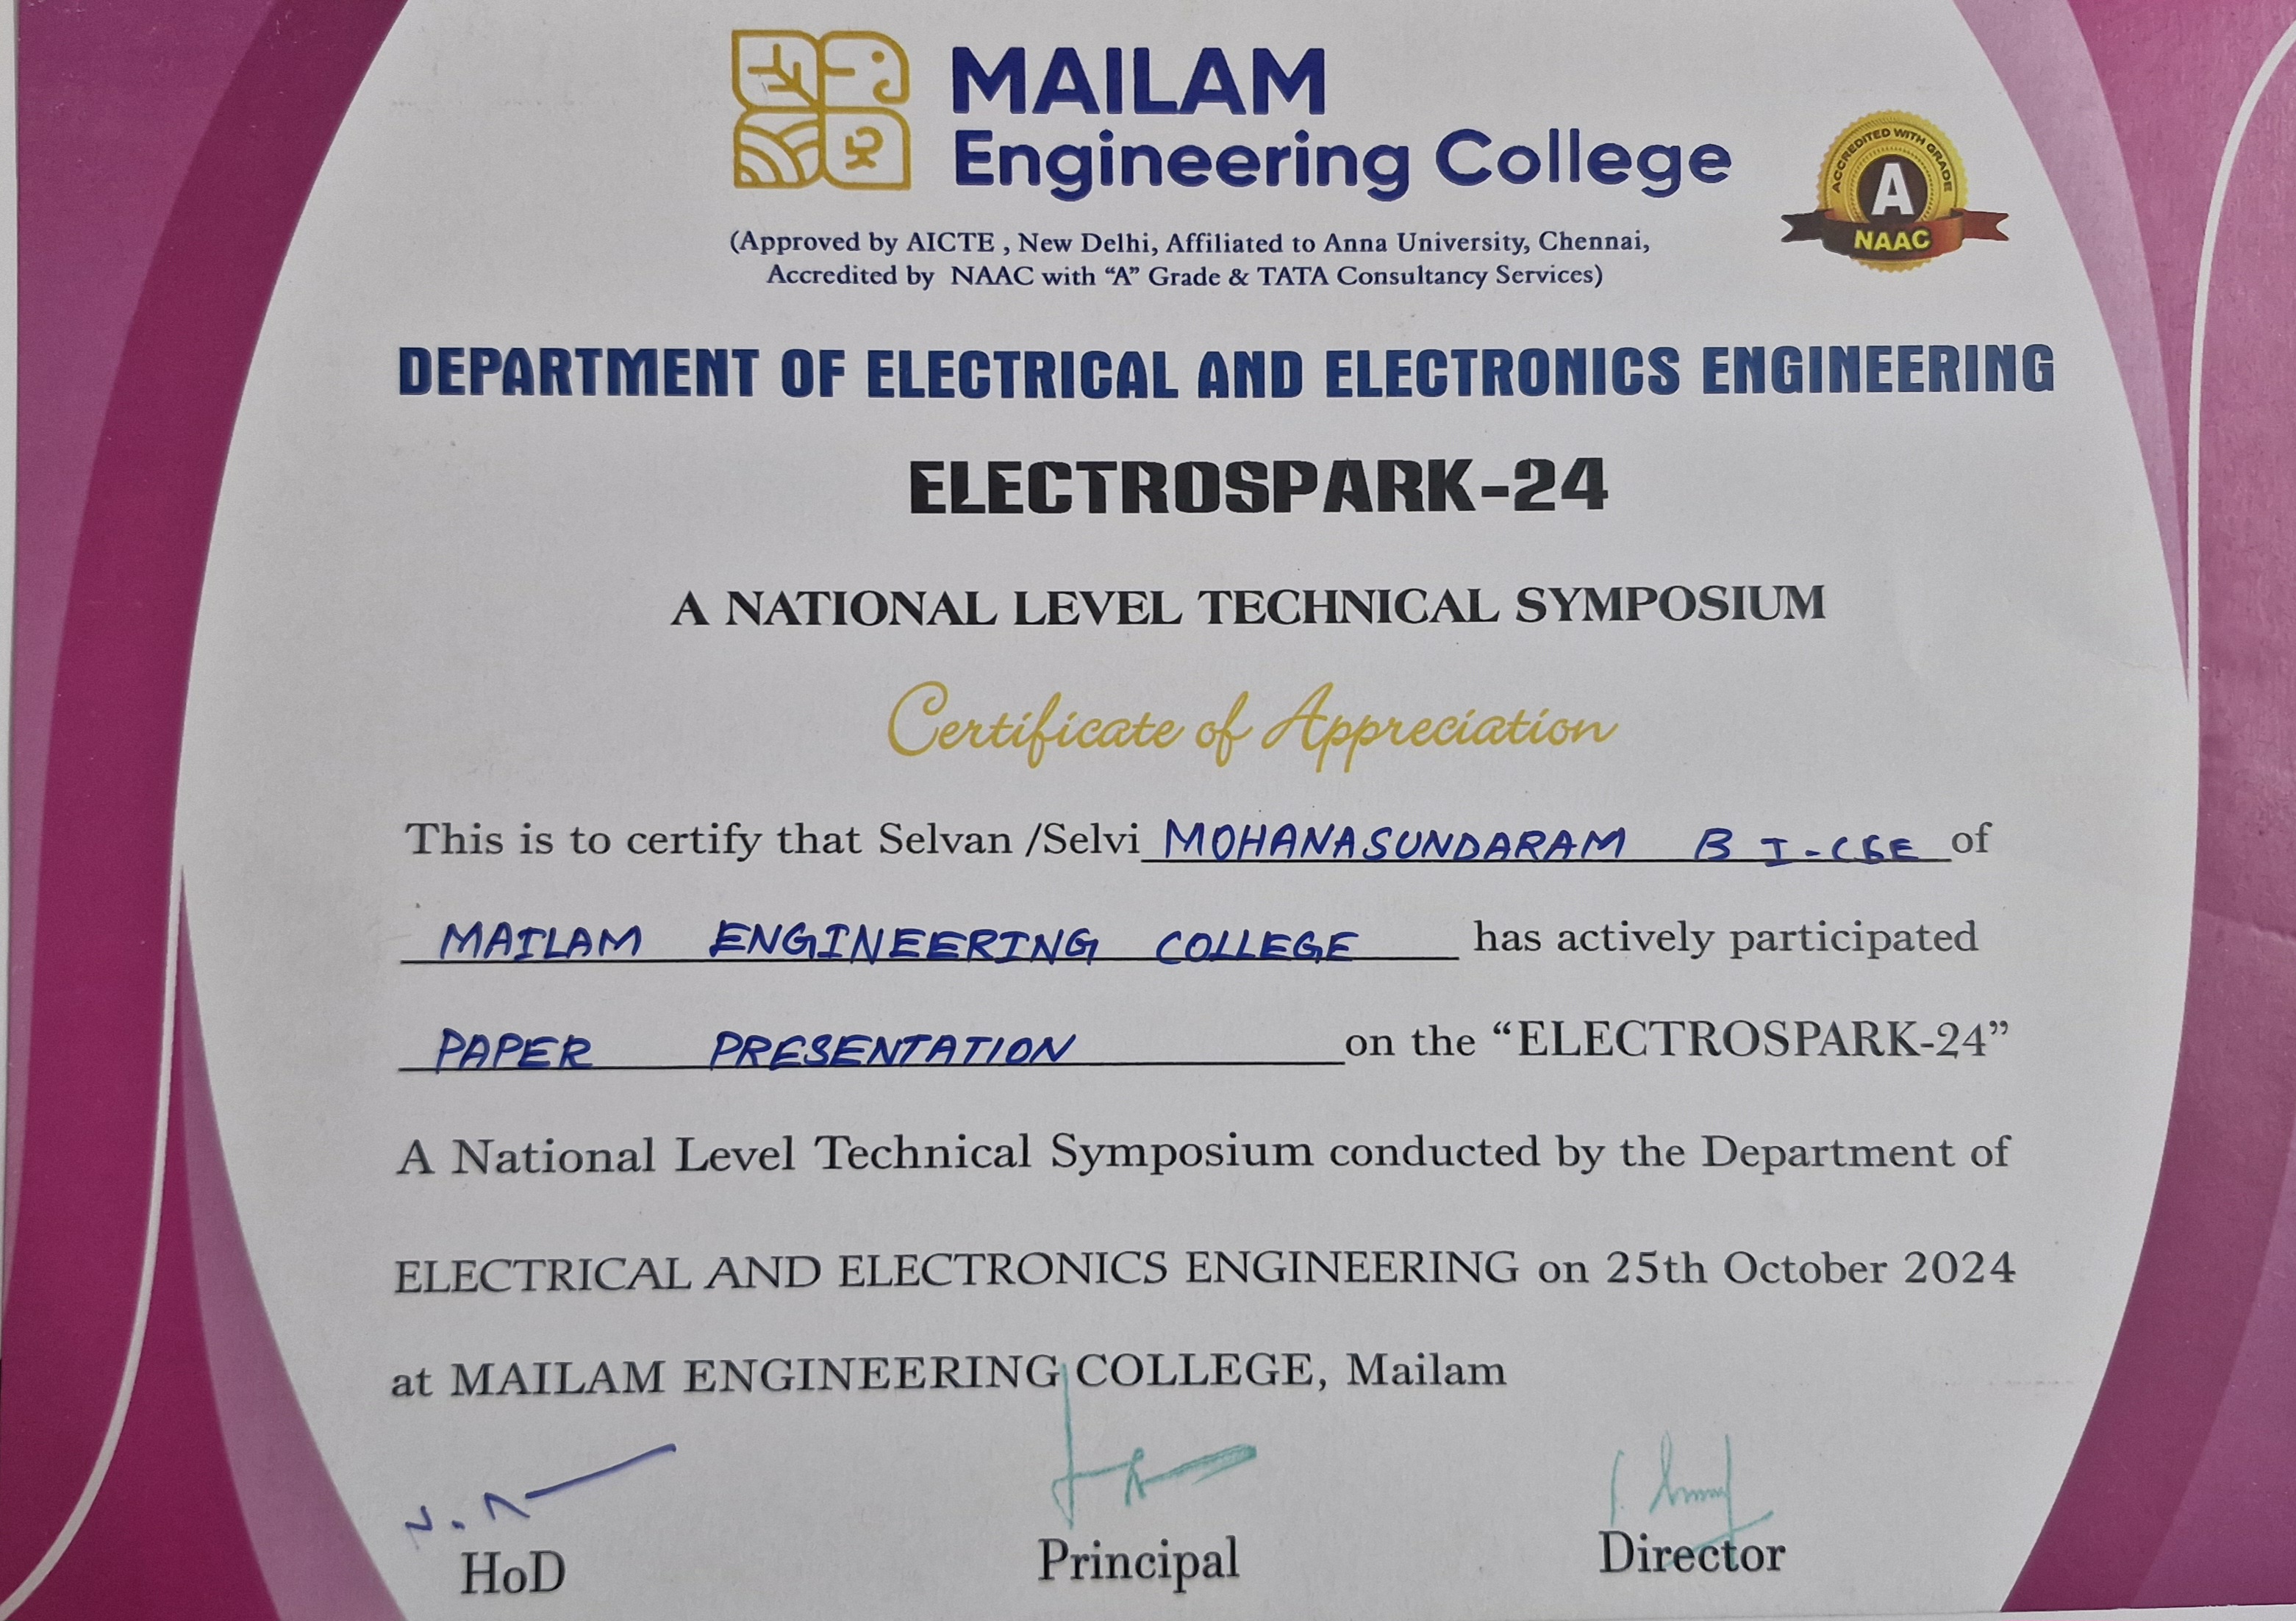 MAILAM
Engineering College
(Approved by AICTE , New Delhi, Affiliated to Anna University, Chennai,
Accredited by NAAC with “A” Grade & TATA Consultancy Services)
ACCREDITED WITH GRADE
A
NAAC
DEPARTMENT OF ELECTRICAL AND ELECTRONICS ENGINEERING
ELECTROSPARK-24
A NATIONAL LEVEL TECHNICAL SYMPOSIUM
Certificate of Appreciation
This is to certify that Selvan /Selvi MOHANASUNDARAM B I-CSE of
MAILAM ENGINEERING COLLEGE has actively participated
PAPER PRESENTATION on the “ELECTROSPARK-24”
A National Level Technical Symposium conducted by the Department of
ELECTRICAL AND ELECTRONICS ENGINEERING on 25th October 2024
at MAILAM ENGINEERING COLLEGE, Mailam
HoD Principal Director